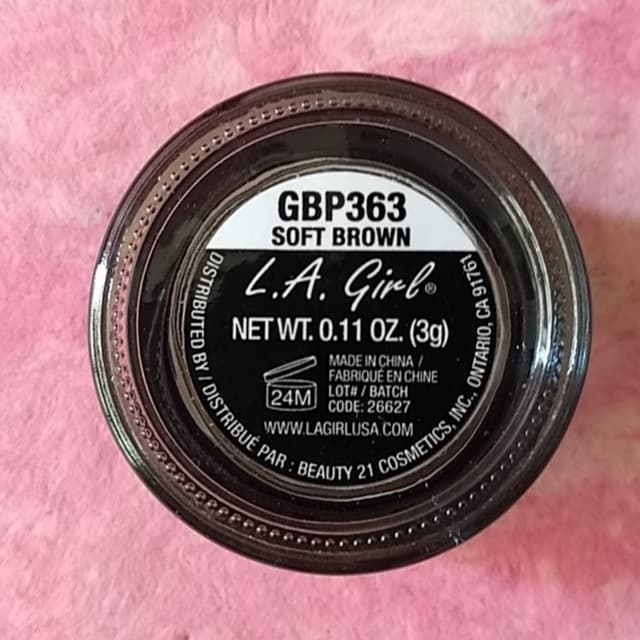 GBP363
SOFT BROWN
L.A. Girl®
NET WT. 0.11 OZ. (3g)
MADE IN CHINA /
FABRIQUÉ EN CHINE
LOT# / BATCH
CODE: 26627
24M
WWW.LAGIRLUSA.COM
DISTRIBUTED BY / DISTRIBUÉ PAR : BEAUTY 21 COSMETICS, INC., ONTARIO, CA 91761